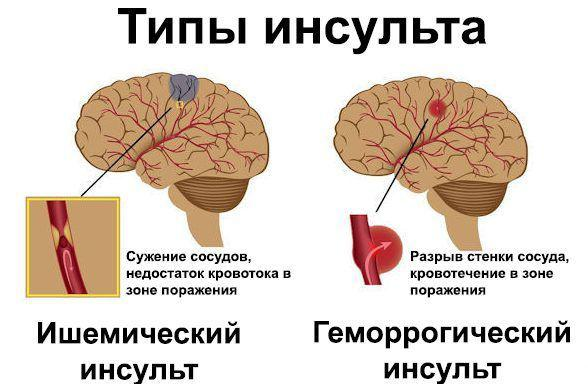 Типы инсульта
Сужение сосудов,
недостаток кровотока в
зоне поражения
Разрыв стенки сосуда,
кровотечение в зоне
поражения
Ишемический
инсульт
Геморрогический
инсульт